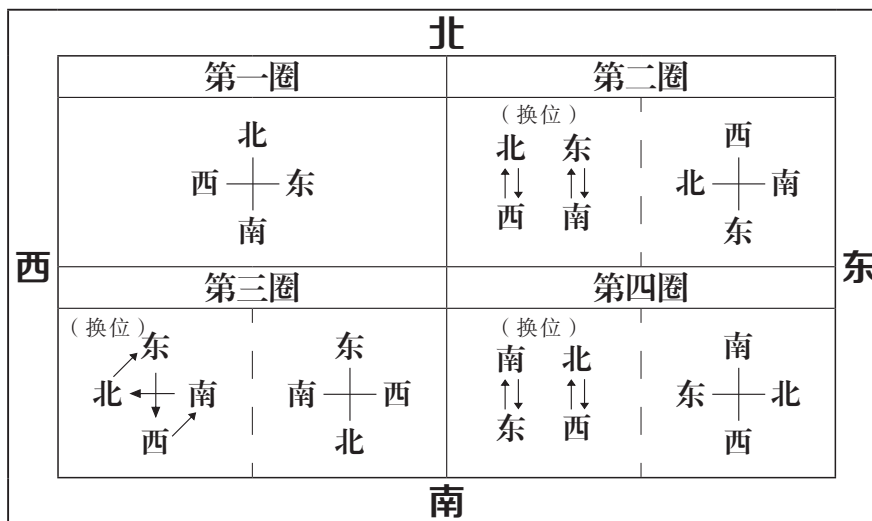 北
第一圈
第二圈
北
西 东
南
（换位）
北 东
西 南
西
北 南
东
西
东
第三圈
第四圈
（换位）
东
北 南
西
东
南 西
北
（换位）
南 北
东 西
南
东 北
西
南